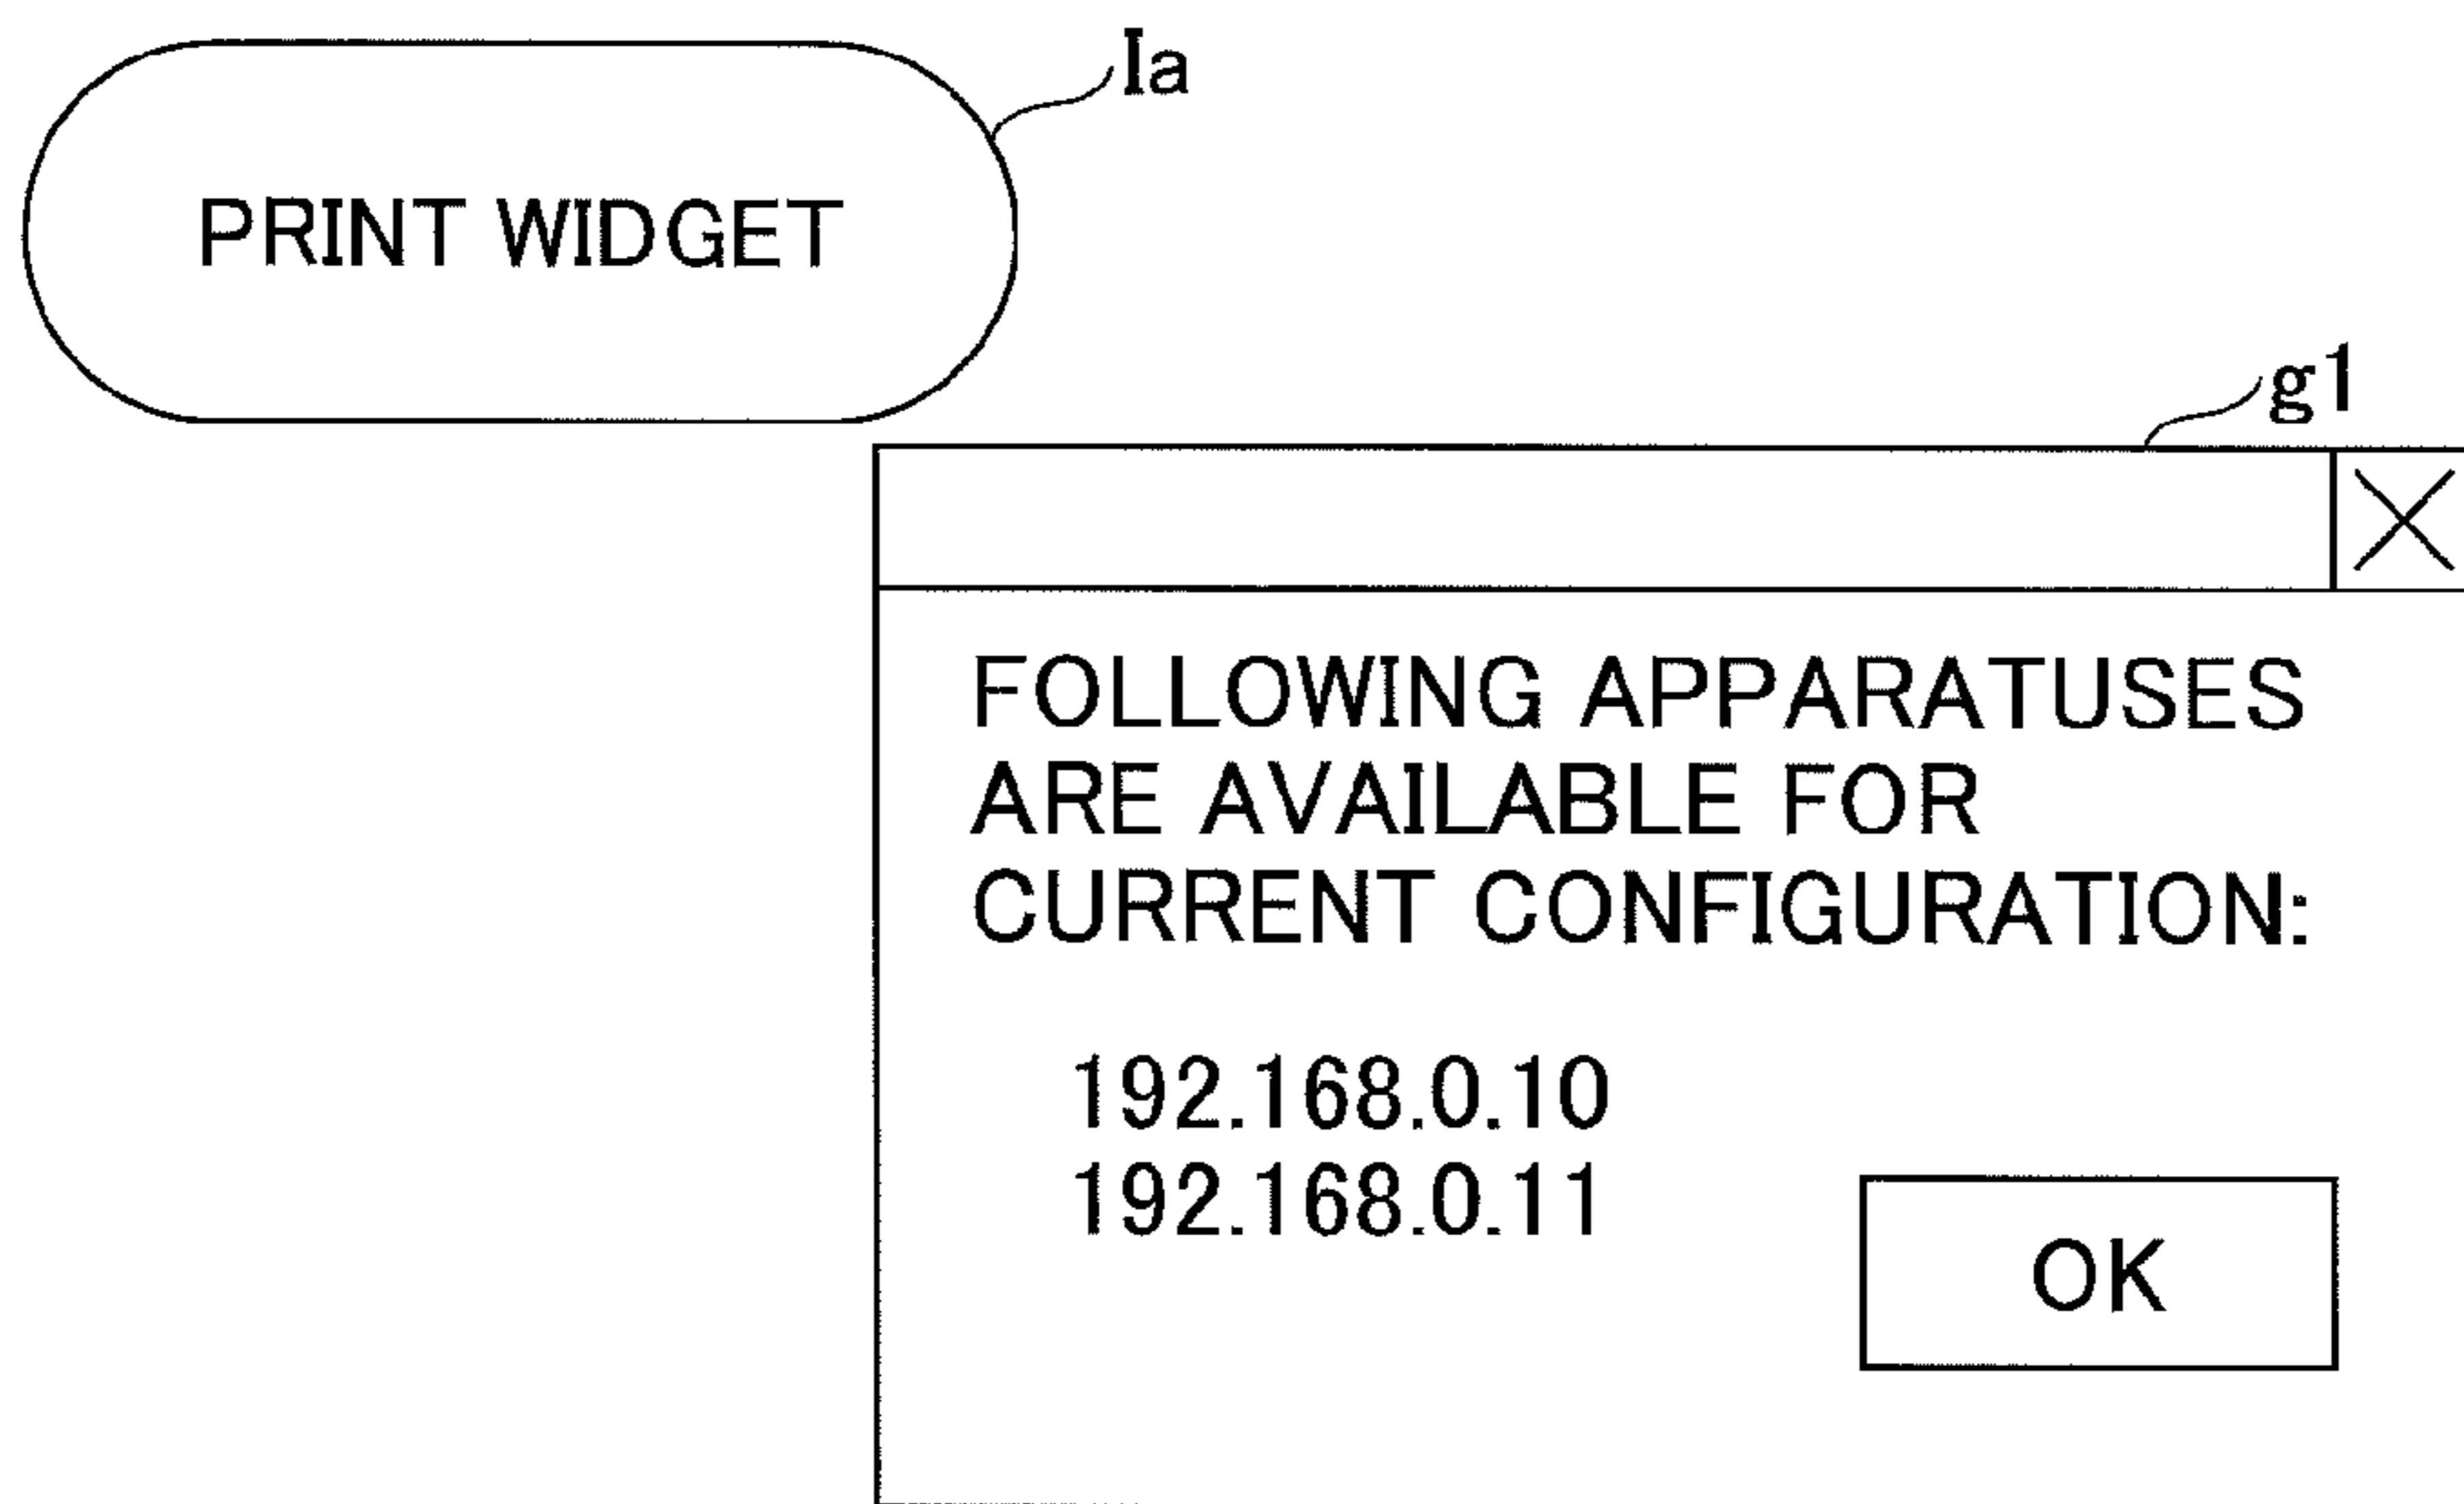 Ia
PRINT WIDGET
g1
FOLLOWING APPARATUSES
ARE AVAILABLE FOR
CURRENT CONFIGURATION:
192.168.0.10
192.168.0.11
OK